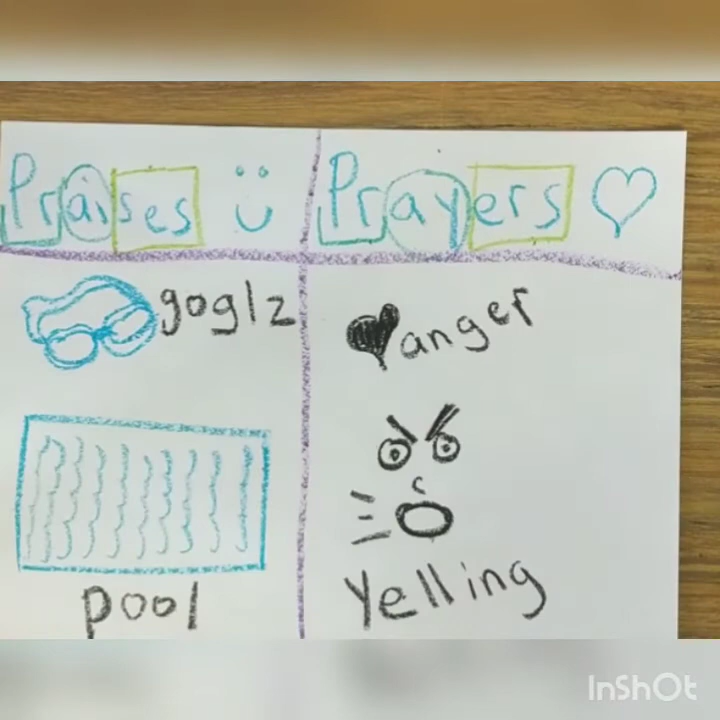 Praises
Prayers
goglz
pool
anger
Yelling
InShOt